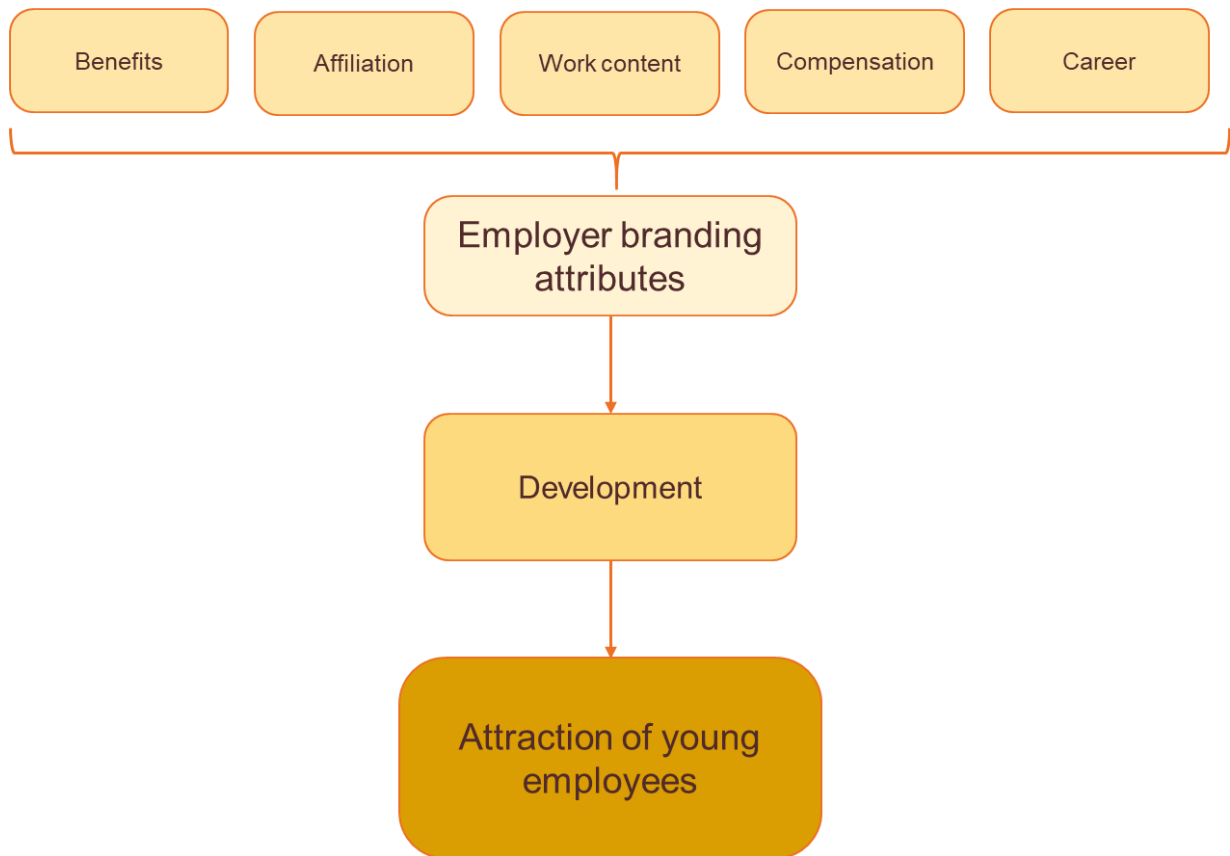 Benefits
Affiliation
Work content
Compensation
Career
Employer branding
attributes
Development
Attraction of young
employees